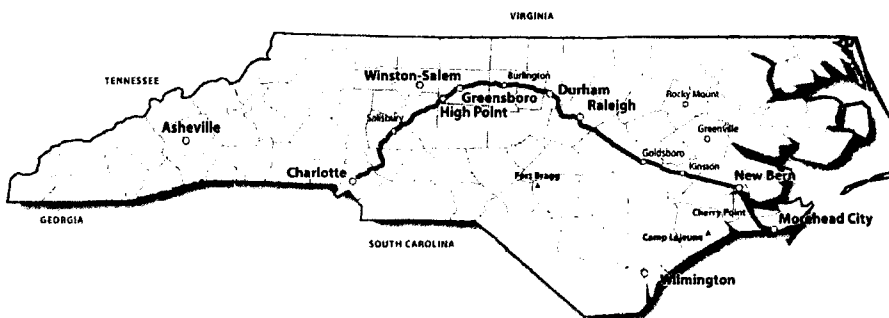 VIRGINIA
TENNESSEE
Winston-Salem
Burlington
Durham
Greensboro
Raleigh
Rocky Mount
High Point
Salisbury
Asheville
Greenville
Goldsboro
Charlotte
Kinston
Fort Bragg
New Bern
Cherry Point
Morehead City
GEORGIA
Camp Lejeune
SOUTH CAROLINA
Wilmington